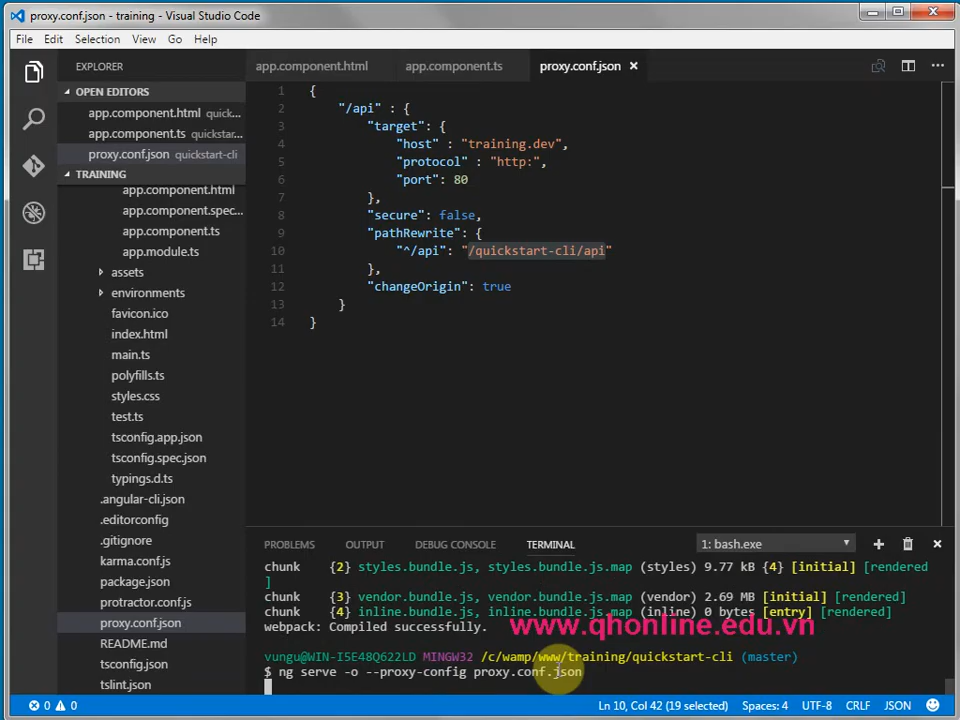 proxy.conf.json - training - Visual Studio Code
File Edit Selection View Go Help
EXPLORER
OPEN EDITORS
app.component.html quick...
app.component.ts quickstar...
proxy.conf.json quickstart-cli
TRAINING
app.component.html
app.component.spec...
app.component.ts
app.module.ts
assets
environments
favicon.ico
index.html
main.ts
polyfills.ts
styles.css
test.ts
tsconfig.app.json
tsconfig.spec.json
typings.d.ts
.angular-cli.json
.editorconfig
.gitignore
karma.conf.js
package.json
protractor.conf.js
proxy.conf.json
README.md
tsconfig.json
tslint.json
app.component.html app.component.ts proxy.conf.json
1 {
2 "/api" : {
3 "target": {
4 "host" : "training.dev",
5 "protocol" : "http:",
6 "port": 80
7 },
8 "secure": false,
9 "pathRewrite": {
10 "^/api": "/quickstart-cli/api"
11 },
12 "changeOrigin": true
13 }
14 }
PROBLEMS OUTPUT DEBUG CONSOLE TERMINAL 1: bash.exe
chunk {2} styles.bundle.js, styles.bundle.js.map (styles) 9.77 kB {4} [initial] [rendered
]
chunk {3} vendor.bundle.js, vendor.bundle.js.map (vendor) 2.69 MB [initial] [rendered]
chunk {4} inline.bundle.js, inline.bundle.js.map (inline) 0 bytes [entry] [rendered]
webpack: Compiled successfully.
www.qhonline.edu.vn
vungu@WIN-I5E48Q622LD MINGW32 /c/wamp/www/training/quickstart-cli (master)
$ ng serve -o --proxy-config proxy.conf.json
0 0 Ln 10, Col 42 (19 selected) Spaces: 4 UTF-8 CRLF JSON